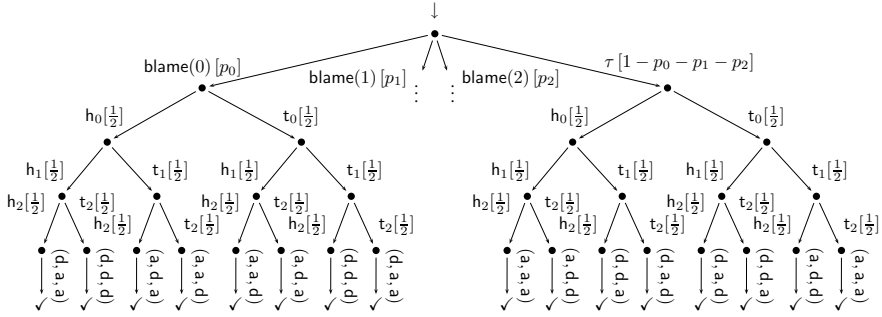 ↓
blame(0) [p₀] blame(1) [p₁] blame(2) [p₂] τ [1 − p₀ − p₁ − p₂]
⋮ ⋮
h₀[½] t₀[½] h₀[½] t₀[½]
h₁[½] t₁[½] h₁[½] t₁[½] h₁[½] t₁[½] h₁[½] t₁[½]
h₂[½] t₂[½] h₂[½] t₂[½] h₂[½] t₂[½] h₂[½] t₂[½] h₂[½] t₂[½] h₂[½] t₂[½] h₂[½] t₂[½] h₂[½] t₂[½]
(d,a,a) (d,d,d) (a,d,a) (a,a,d) (a,a,d) (a,d,a) (d,d,d) (d,a,a) (a,a,a) (a,d,d) (d,d,a) (d,a,d) (d,a,d) (d,d,a) (a,d,d) (a,a,a)
✓ ✓ ✓ ✓ ✓ ✓ ✓ ✓ ✓ ✓ ✓ ✓ ✓ ✓ ✓ ✓